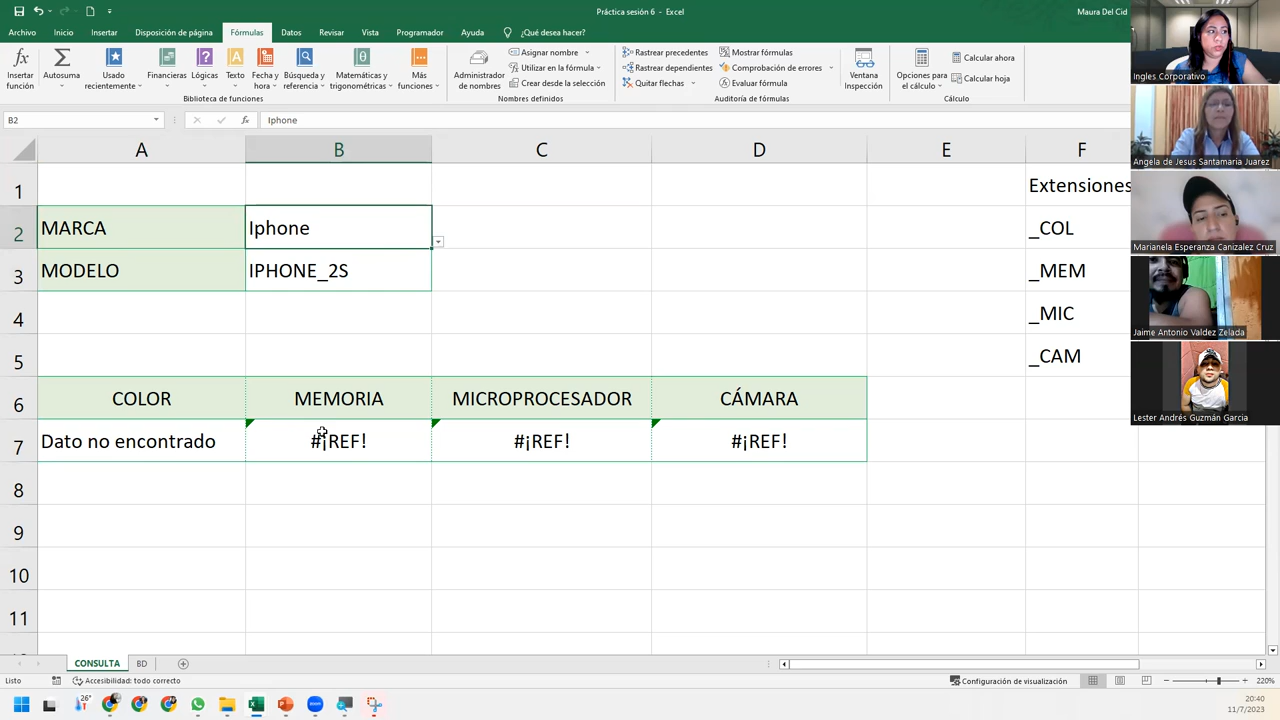 Práctica sesión 6 - Excel
Maura Del Cid
Archivo Inicio Insertar Disposición de página Fórmulas Datos Revisar Vista Programador Ayuda ¿Qué desea hacer?
Insertar función
Autosuma
Usado recientemente
Financieras
Lógicas
Texto
Fecha y hora
Búsqueda y referencia
Matemáticas y trigonométricas
Más funciones
Biblioteca de funciones
Administrador de nombres
Asignar nombre
Utilizar en la fórmula
Crear desde la selección
Nombres definidos
Rastrear precedentes
Rastrear dependientes
Quitar flechas
Mostrar fórmulas
Comprobación de errores
Evaluar fórmula
Auditoría de fórmulas
Ventana Inspección
Opciones para el cálculo
Calcular ahora
Calcular hoja
Cálculo
B2
fx
Iphone
A B C D E F
1 Extensiones
2 MARCA Iphone _COL
3 MODELO IPHONE_2S _MEM
4 _MIC
5 _CAM
6 COLOR MEMORIA MICROPROCESADOR CÁMARA
7 Dato no encontrado #¡REF! #¡REF! #¡REF!
8
9
10
11
Ingles Corporativo
Angela de Jesus Santamaria Juarez
Marianela Esperanza Canizalez Cruz
Jaime Antonio Valdez Zelada
Lester Andrés Guzmán Garcia
CONSULTA BD
Listo
Accesibilidad: todo correcto
Configuración de visualización
220%
26°
zoom
20:40
11/7/2023